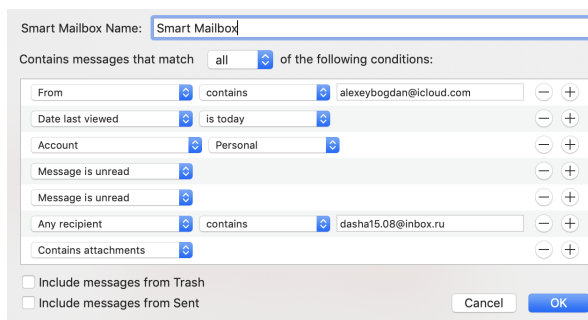 Smart Mailbox Name: Smart Mailbox
Contains messages that match all of the following conditions:
From contains alexeybogdan@icloud.com
Date last viewed is today
Account Personal
Message is unread
Message is unread
Any recipient contains dasha15.08@inbox.ru
Contains attachments
Include messages from Trash
Include messages from Sent
Cancel OK